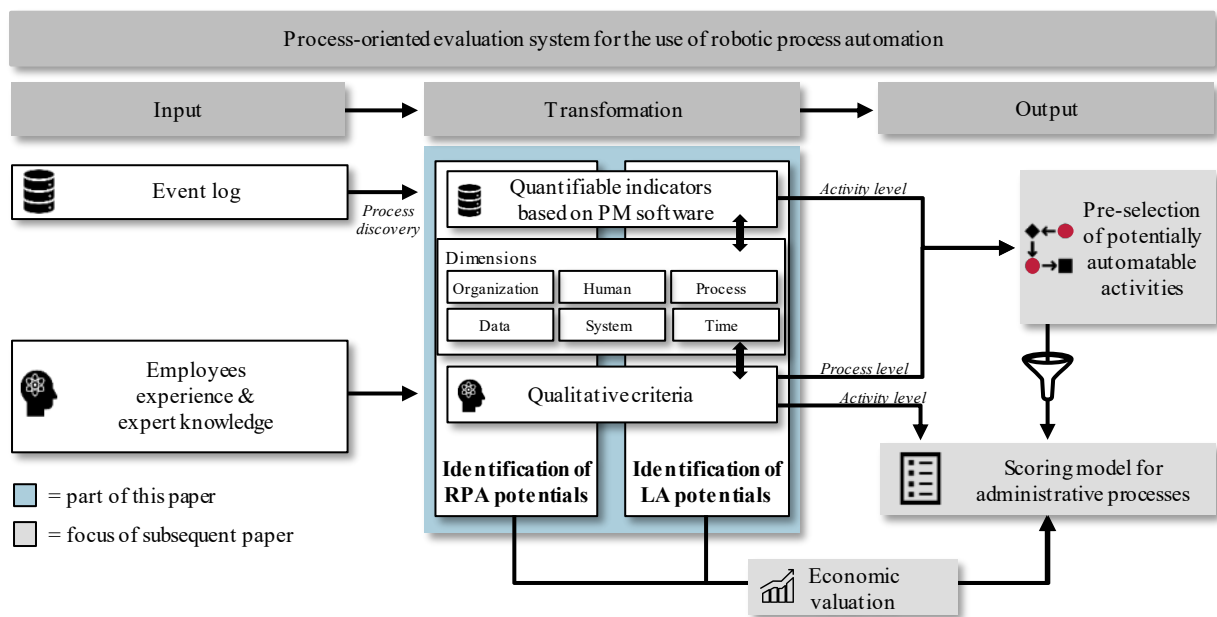 Process-oriented evaluation system for the use of robotic process automation
Input
Transformation
Output
Event log
Process
discovery
Quantifiable indicators
based on PM software
Activity level
Pre-selection
of potentially
automatable
activities
Dimensions
Organization
Human
Process
Data
System
Time
Employees
experience &
expert knowledge
Qualitative criteria
Process level
Activity level
Identification of
RPA potentials
Identification of
LA potentials
Scoring model for
administrative processes
= part of this paper
= focus of subsequent paper
Economic
valuation